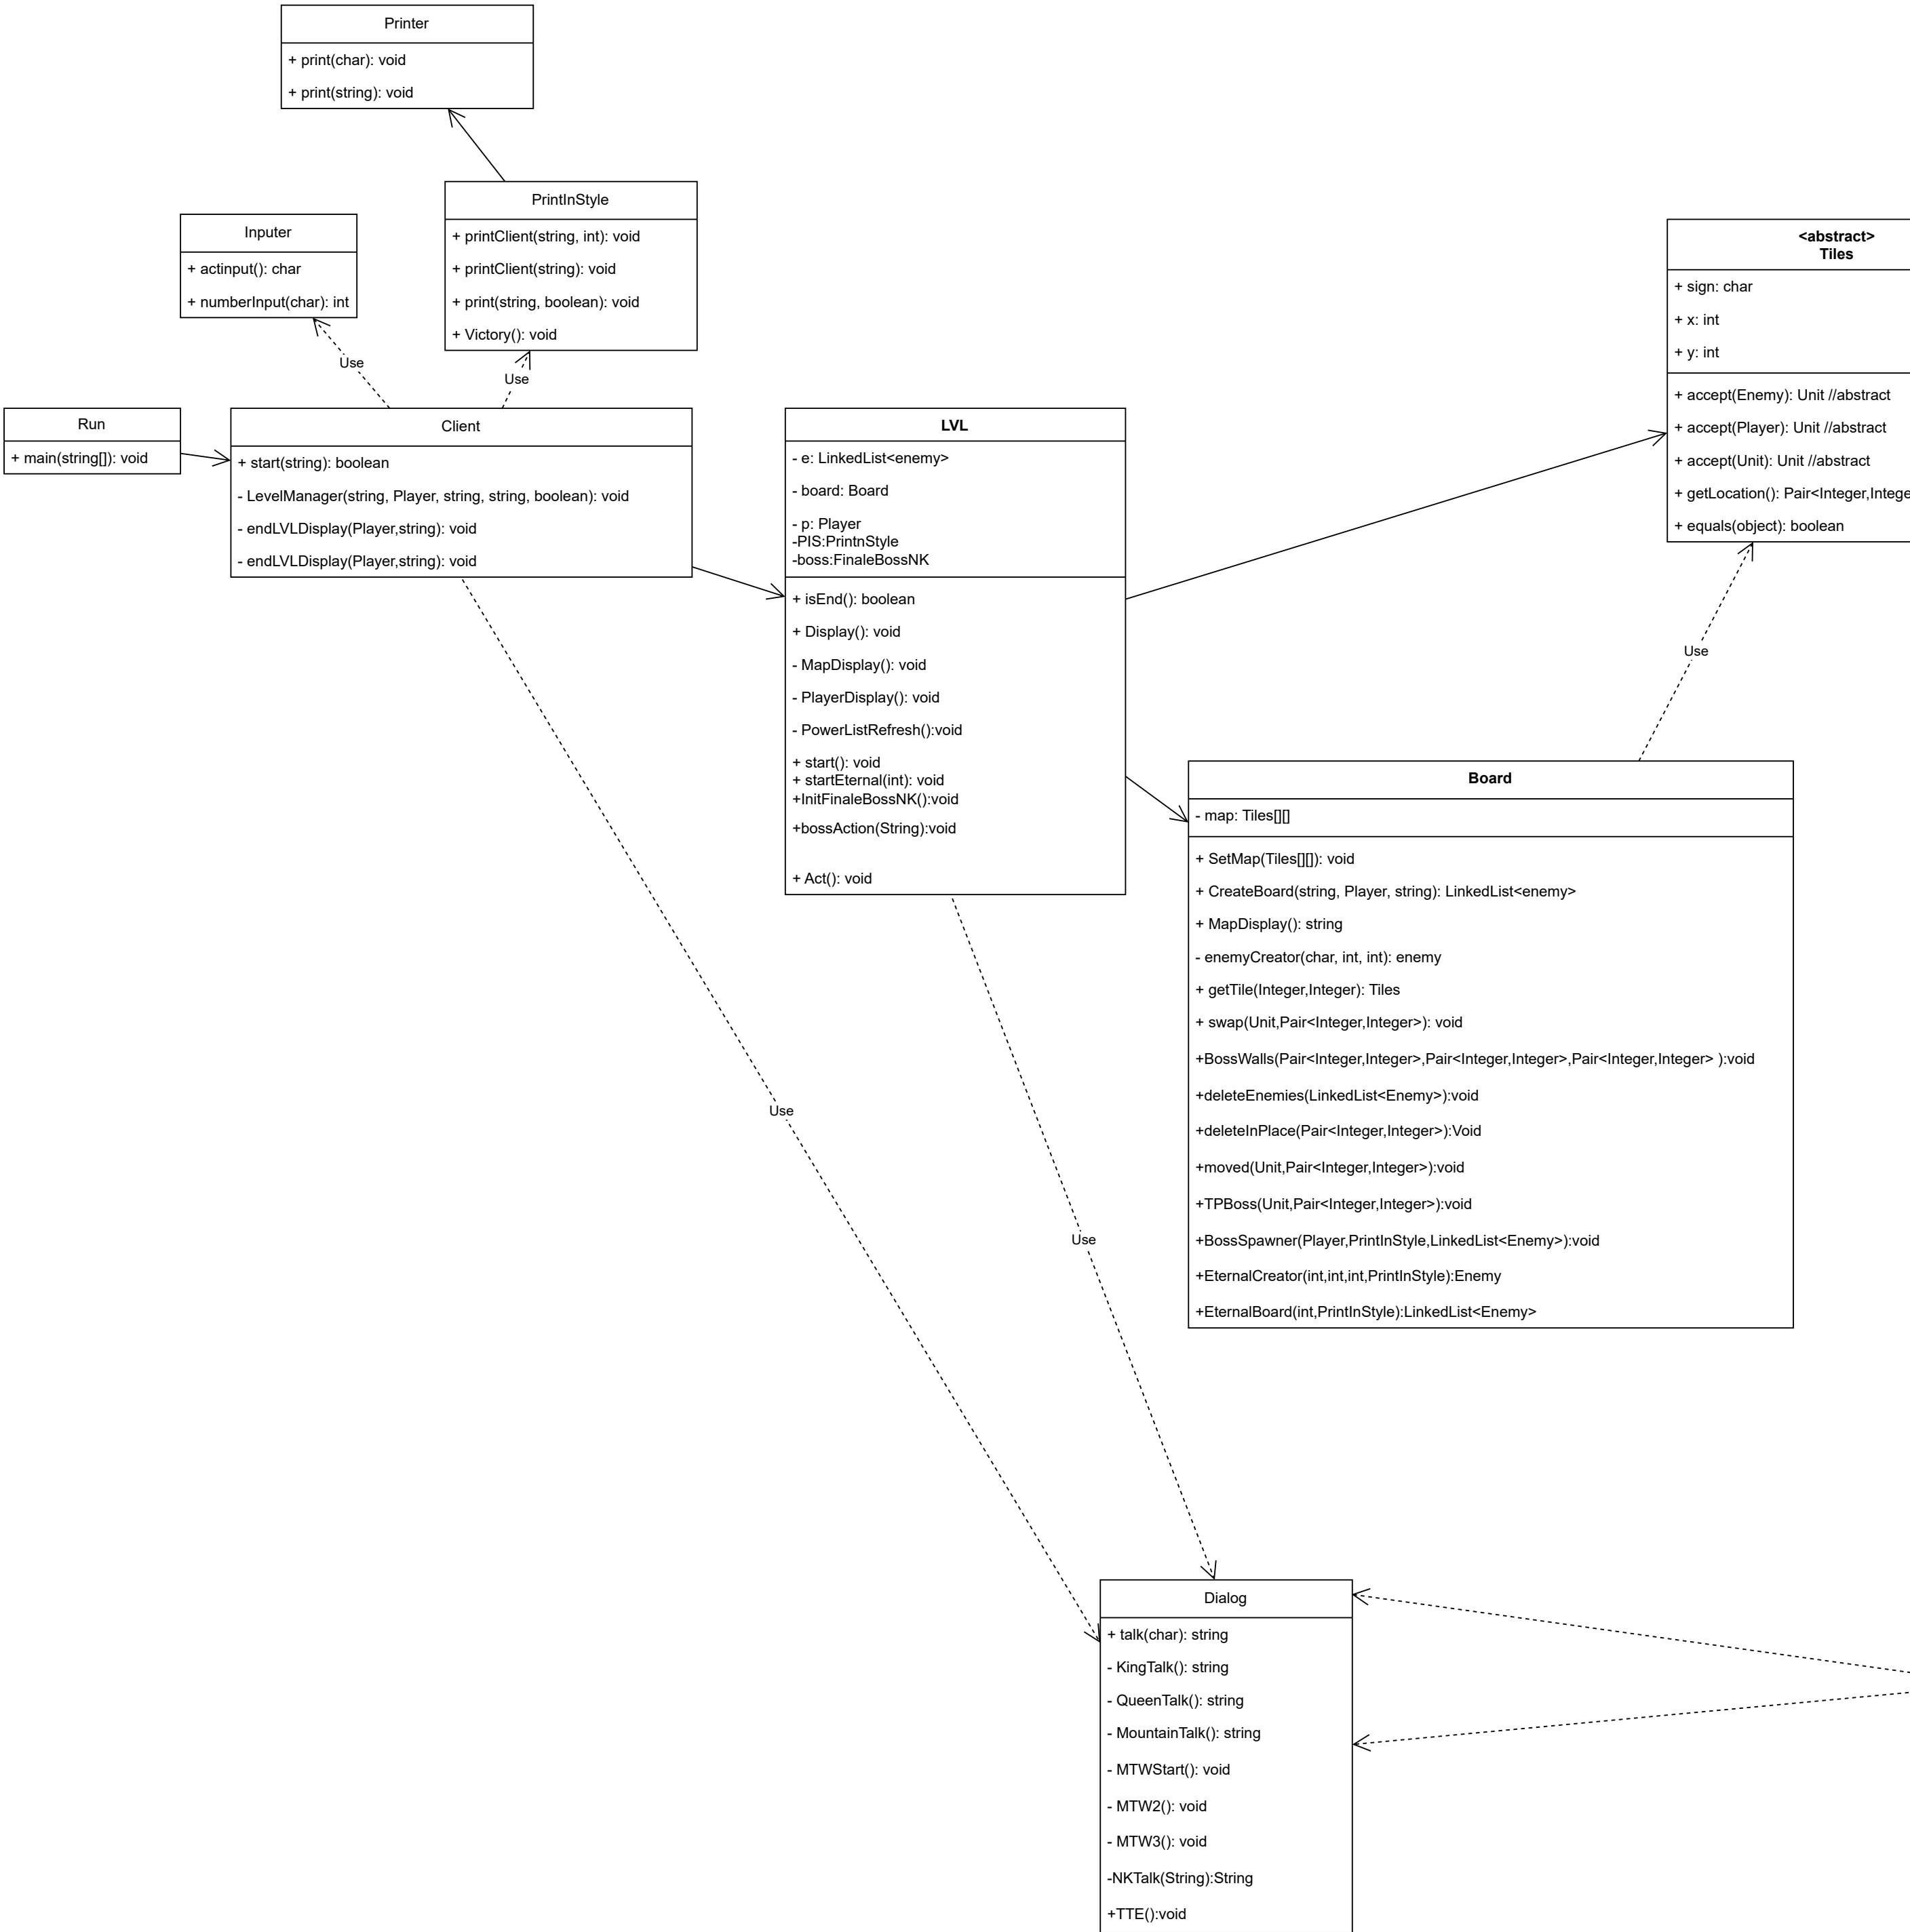 Printer
+ print(char): void
+ print(string): void
PrintInStyle
+ printClient(string, int): void
+ printClient(string): void
+ print(string, boolean): void
+ Victory(): void
Inputer
+ actinput(): char
+ numberInput(char): int
Use
Use
Run
+ main(string[]): void
Client
+ start(string): boolean
- LevelManager(string, Player, string, string, boolean): void
- endLVLDisplay(Player,string): void
- endLVLDisplay(Player,string): void
LVL
- e: LinkedList<enemy>
- board: Board
- p: Player
-PIS:PrintnStyle
-boss:FinaleBossNK
+ isEnd(): boolean
+ Display(): void
- MapDisplay(): void
- PlayerDisplay(): void
- PowerListRefresh():void
+ start(): void
+ startEternal(int): void
+InitFinaleBossNK():void
+bossAction(String):void
+ Act(): void
<abstract>
Tiles
+ sign: char
+ x: int
+ y: int
+ accept(Enemy): Unit //abstract
+ accept(Player): Unit //abstract
+ accept(Unit): Unit //abstract
+ getLocation(): Pair<Integer,Intege
+ equals(object): boolean
Use
Board
- map: Tiles[][]
+ SetMap(Tiles[][]): void
+ CreateBoard(string, Player, string): LinkedList<enemy>
+ MapDisplay(): string
- enemyCreator(char, int, int): enemy
+ getTile(Integer,Integer): Tiles
+ swap(Unit,Pair<Integer,Integer>): void
+BossWalls(Pair<Integer,Integer>,Pair<Integer,Integer>,Pair<Integer,Integer> ):void
+deleteEnemies(LinkedList<Enemy>):void
+deleteInPlace(Pair<Integer,Integer>):Void
+moved(Unit,Pair<Integer,Integer>):void
+TPBoss(Unit,Pair<Integer,Integer>):void
+BossSpawner(Player,PrintInStyle,LinkedList<Enemy>):void
+EternalCreator(int,int,int,PrintInStyle):Enemy
+EternalBoard(int,PrintInStyle):LinkedList<Enemy>
Use
Use
Dialog
+ talk(char): string
- KingTalk(): string
- QueenTalk(): string
- MountainTalk(): string
- MTWStart(): void
- MTW2(): void
- MTW3(): void
-NKTalk(String):String
+TTE():void